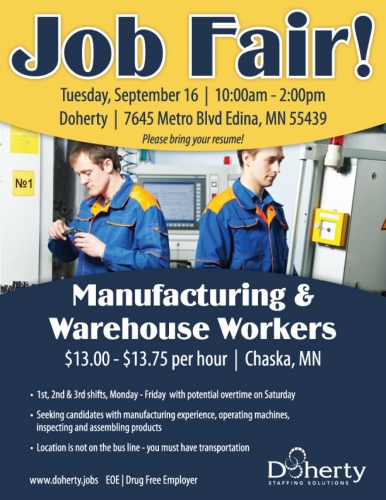 Job Fair!
Tuesday, September 16 | 10:00am - 2:00pm
Doherty | 7645 Metro Blvd Edina, MN 55439
Please bring your resume!
№1
Manufacturing &
Warehouse Workers
$13.00 - $13.75 per hour | Chaska, MN
• 1st, 2nd & 3rd shifts, Monday - Friday with potential overtime on Saturday
• Seeking candidates with manufacturing experience, operating machines,
inspecting and assembling products
• Location is not on the bus line - you must have transportation
www.doherty.jobs EOE | Drug Free Employer
Doherty
STAFFING SOLUTIONS